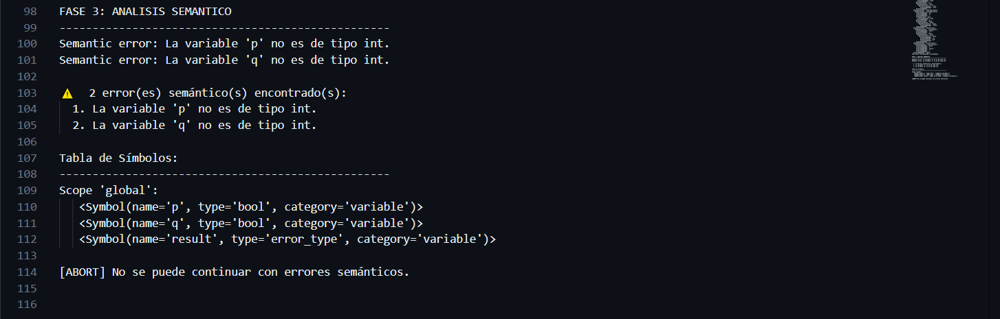 98 FASE 3: ANALISIS SEMANTICO
99 --------------------------------------------------
100 Semantic error: La variable 'p' no es de tipo int.
101 Semantic error: La variable 'q' no es de tipo int.
102
103 ⚠ 2 error(es) semántico(s) encontrado(s):
104 1. La variable 'p' no es de tipo int.
105 2. La variable 'q' no es de tipo int.
106
107 Tabla de Símbolos:
108 --------------------------------------------------
109 Scope 'global':
110 <Symbol(name='p', type='bool', category='variable')>
111 <Symbol(name='q', type='bool', category='variable')>
112 <Symbol(name='result', type='error_type', category='variable')>
113
114 [ABORT] No se puede continuar con errores semánticos.
115
116